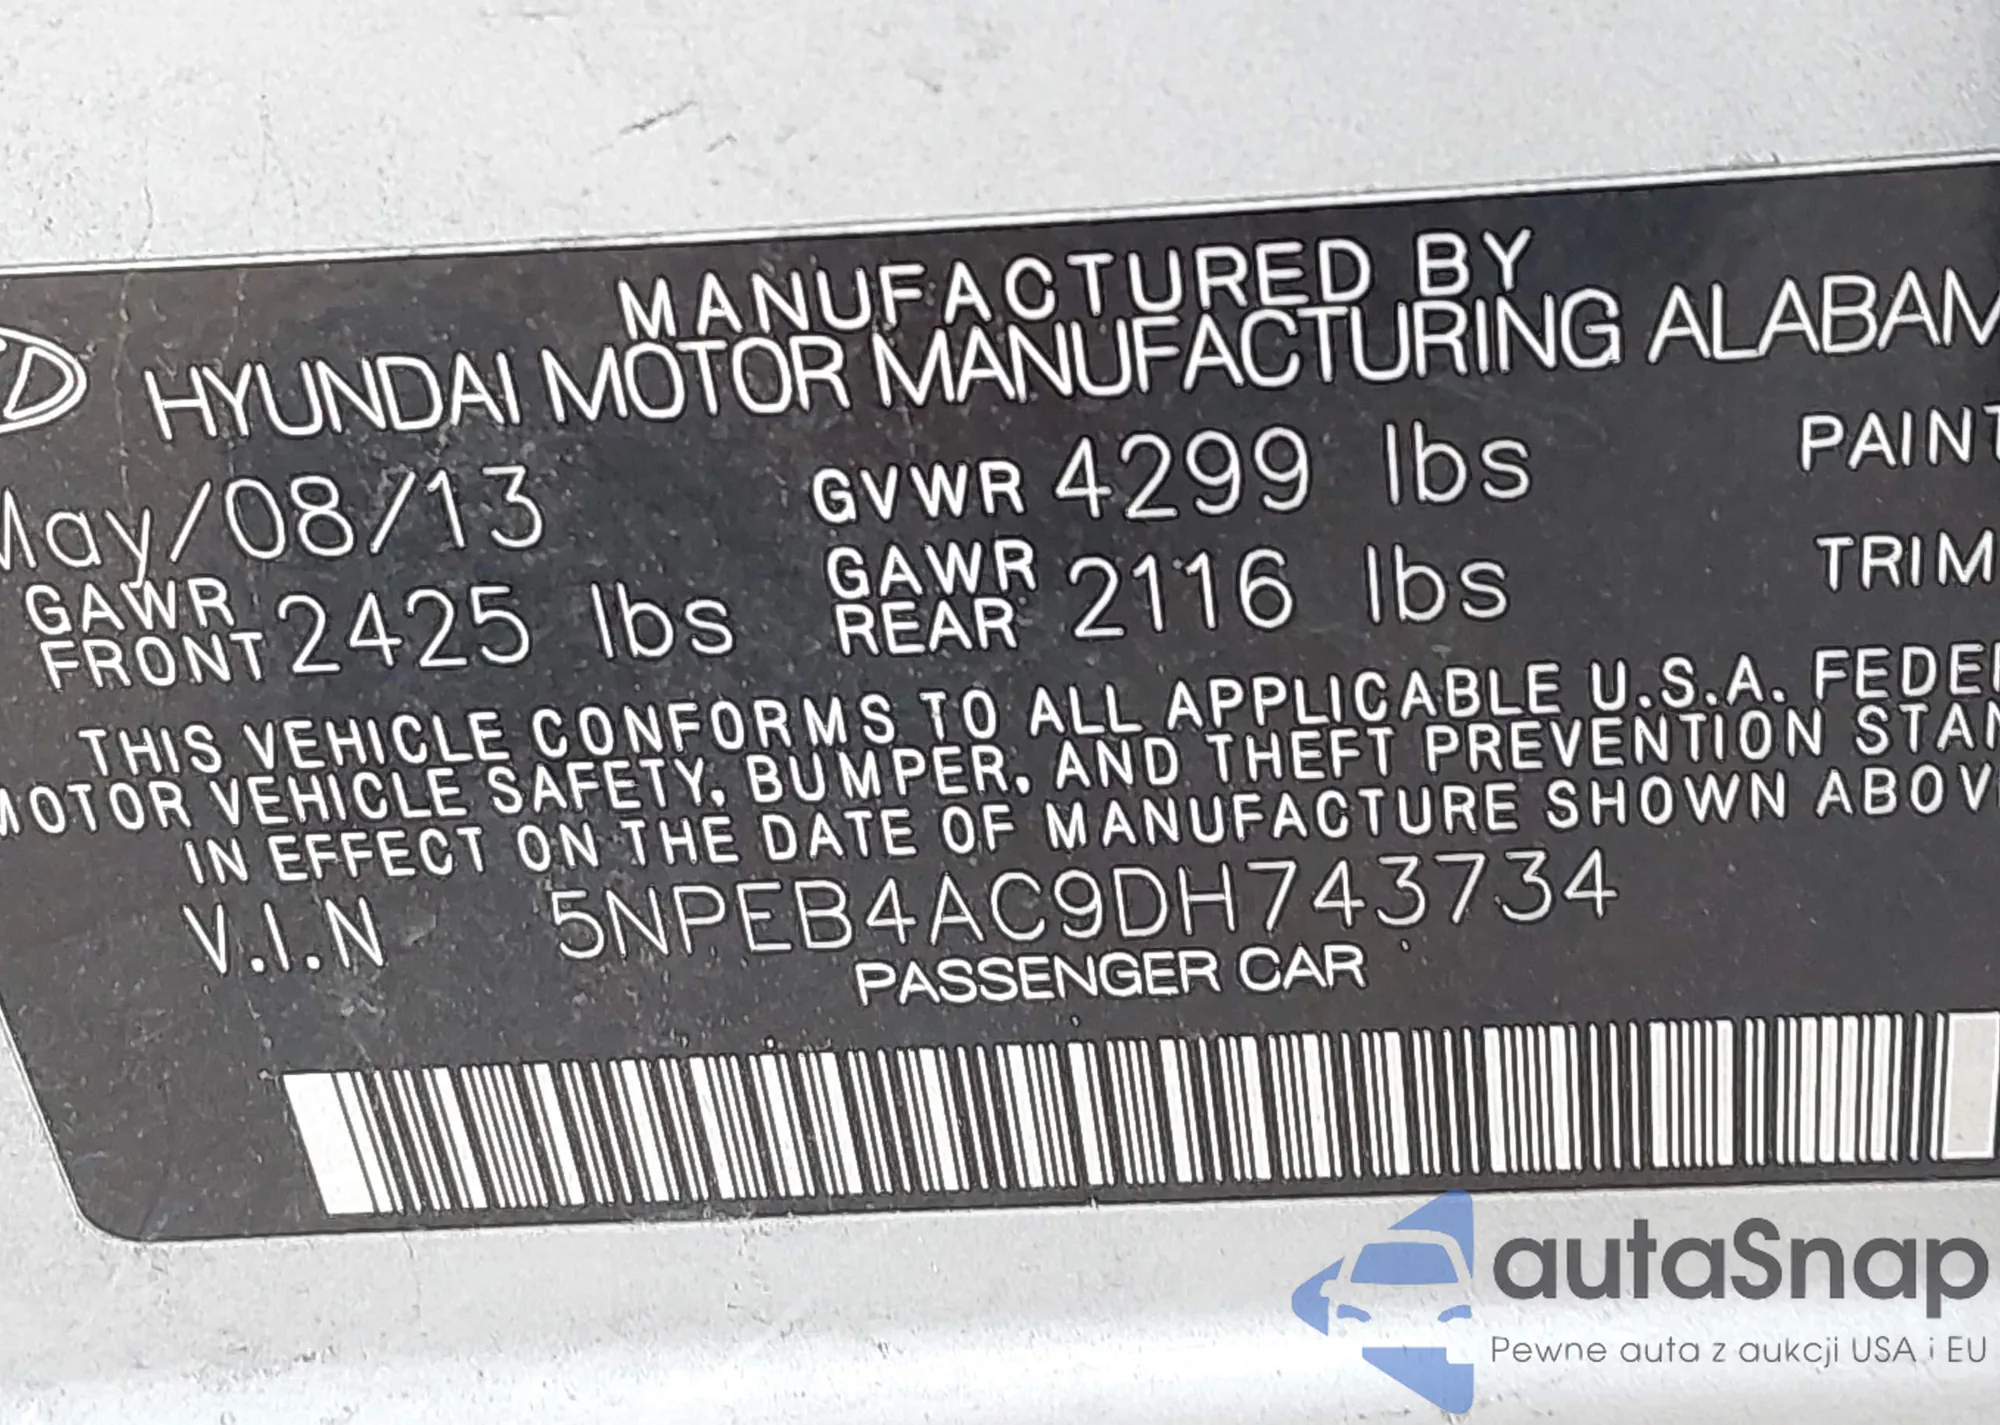 MANUFACTURED BY
HYUNDAI MOTOR MANUFACTURING ALABAM
May/08/13 GVWR 4299 lbs PAINT
GAWR FRONT 2425 lbs GAWR REAR 2116 lbs TRIM
THIS VEHICLE CONFORMS TO ALL APPLICABLE U.S.A. FEDER
MOTOR VEHICLE SAFETY, BUMPER, AND THEFT PREVENTION STAN
IN EFFECT ON THE DATE OF MANUFACTURE SHOWN ABOV
V.I.N 5NPEB4AC9DH743734
PASSENGER CAR
autaSnap
Pewne auta z aukcji USA i EU